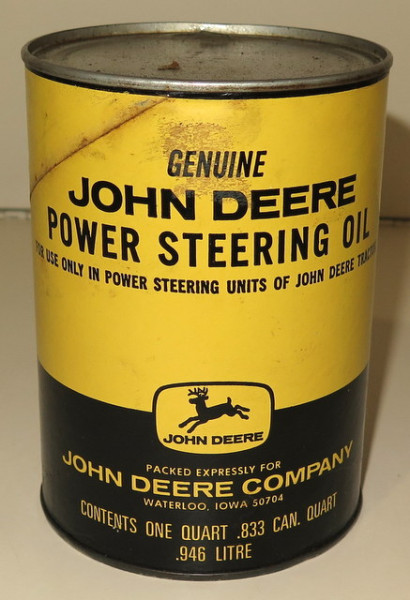 GENUINE
JOHN DEERE
POWER STEERING OIL
FOR USE ONLY IN POWER STEERING UNITS OF JOHN DEERE
JOHN DEERE
PACKED EXPRESSLY FOR
JOHN DEERE COMPANY
WATERLOO, IOWA 50704
CONTENTS ONE QUART .833 CAN. QUART
.946 LITRE